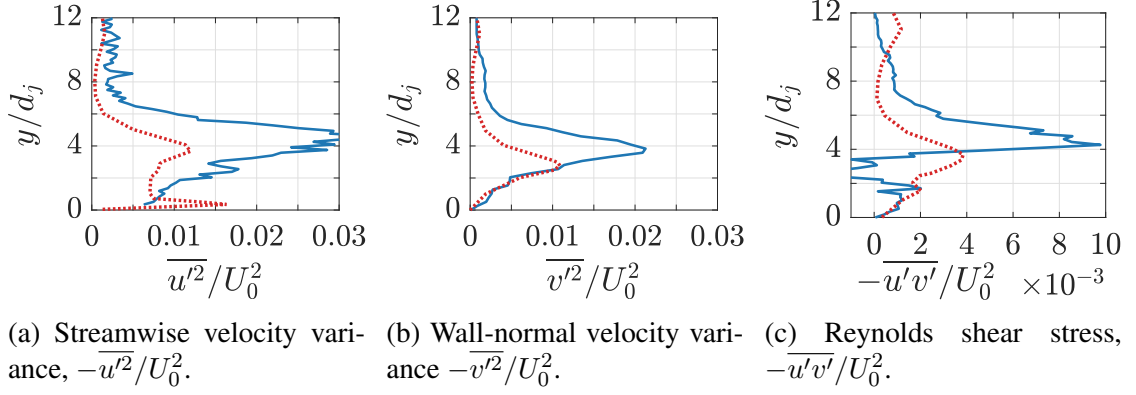 12
8
4
0
y/d_j
0 0.01 0.02 0.03
\overline{u'^2}/U_0^2
12
8
4
0
y/d_j
0 0.01 0.02 0.03
\overline{v'^2}/U_0^2
12
8
4
0
y/d_j
0 2 4 6 8 10
-\overline{u'v'}/U_0^2 ×10^{-3}
(a) Streamwise velocity vari-
ance, -\overline{u'^2}/U_0^2.
(b) Wall-normal velocity vari-
ance -\overline{v'^2}/U_0^2.
(c) Reynolds shear stress,
-\overline{u'v'}/U_0^2.